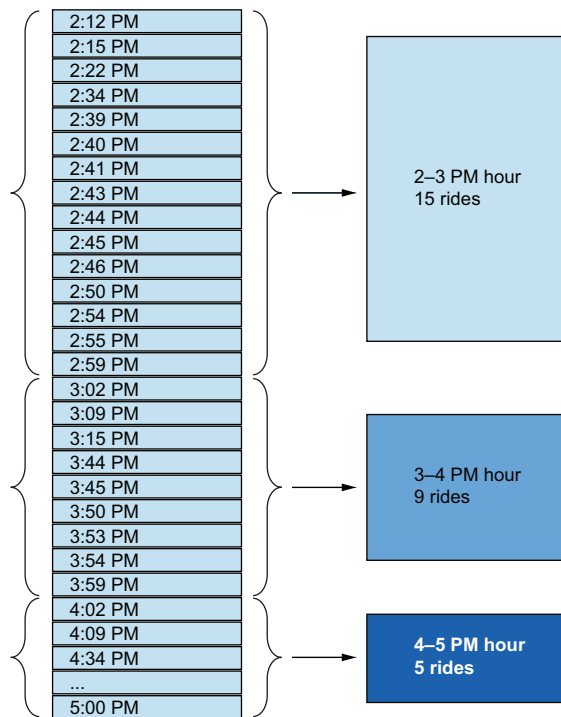 2:12 PM
2:15 PM
2:22 PM
2:34 PM
2:39 PM
2:40 PM
2:41 PM
2:43 PM
2:44 PM
2:45 PM
2:46 PM
2:50 PM
2:54 PM
2:55 PM
2:59 PM
2–3 PM hour
15 rides
3:02 PM
3:09 PM
3:15 PM
3:44 PM
3:45 PM
3:50 PM
3:53 PM
3:54 PM
3:59 PM
3–4 PM hour
9 rides
4:02 PM
4:09 PM
4:34 PM
...
5:00 PM
4–5 PM hour
5 rides